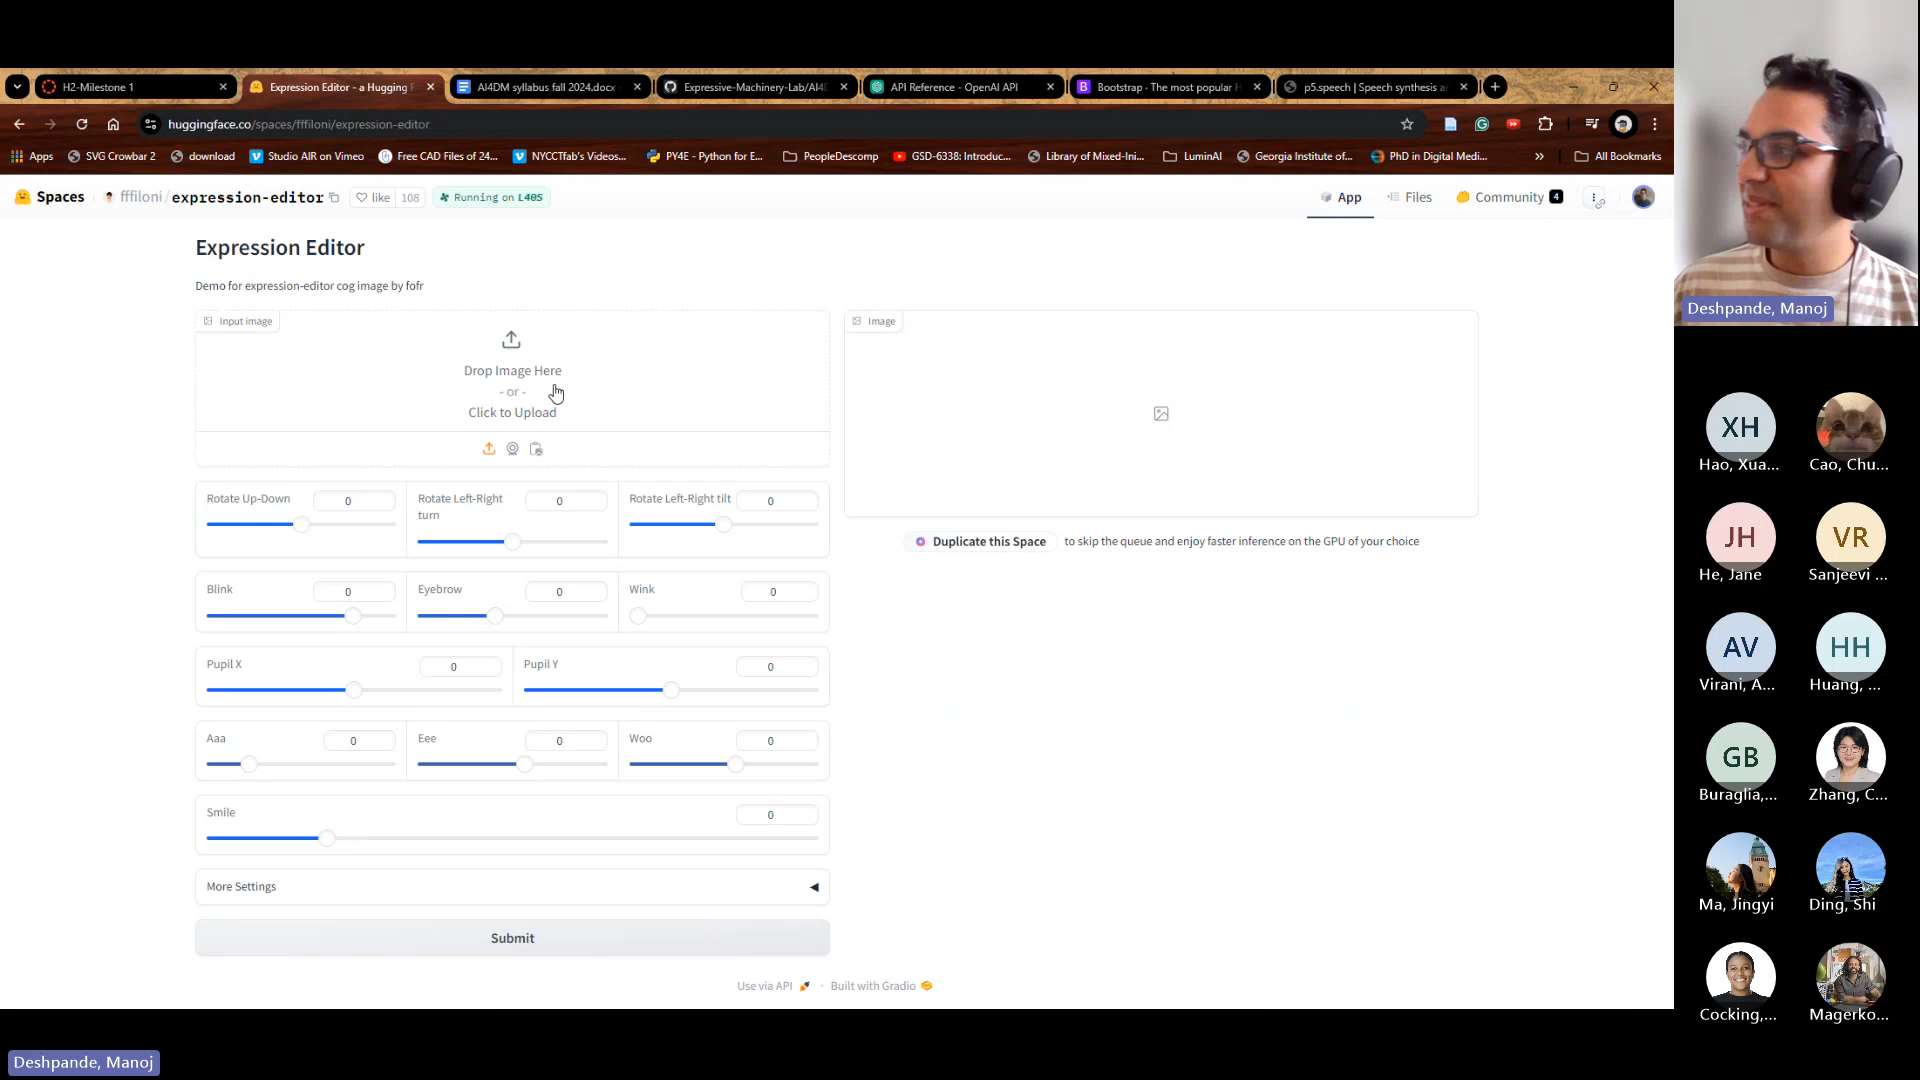 H2-Milestone 1
Expression Editor - a Hugging F
AI4DM syllabus fall 2024.docx
Expressive-Machinery-Lab/AI4D
API Reference - OpenAI API
Bootstrap · The most popular H
p5.speech | Speech synthesis a
huggingface.co/spaces/fffiloni/expression-editor
Apps
SVG Crowbar 2
download
Studio AIR on Vimeo
Free CAD Files of 24...
NYCCTfab's Videos...
PY4E - Python for E...
PeopleDescomp
GSD-6338: Introduc...
Library of Mixed-Ini...
LuminAI
Georgia Institute of...
PhD in Digital Medi...
»
All Bookmarks
Spaces
fffiloni/expression-editor
like 108
Running on L40S
App
Files
Community 4
Expression Editor
Demo for expression-editor cog image by fofr
Input image
Drop Image Here
- or -
Click to Upload
Image
Duplicate this Space to skip the queue and enjoy faster inference on the GPU of your choice
Rotate Up-Down 0
Rotate Left-Right turn 0
Rotate Left-Right tilt 0
Blink 0
Eyebrow 0
Wink 0
Pupil X 0
Pupil Y 0
Aaa 0
Eee 0
Woo 0
Smile 0
More Settings
Submit
Use via API · Built with Gradio
Deshpande, Manoj
XH
Hao, Xua...
Cao, Chu...
JH
He, Jane
VR
Sanjeevi ...
AV
Virani, A...
HH
Huang, ...
GB
Buraglia,...
Zhang, C...
Ma, Jingyi
Ding, Shi
Cocking,...
Magerko...
Deshpande, Manoj